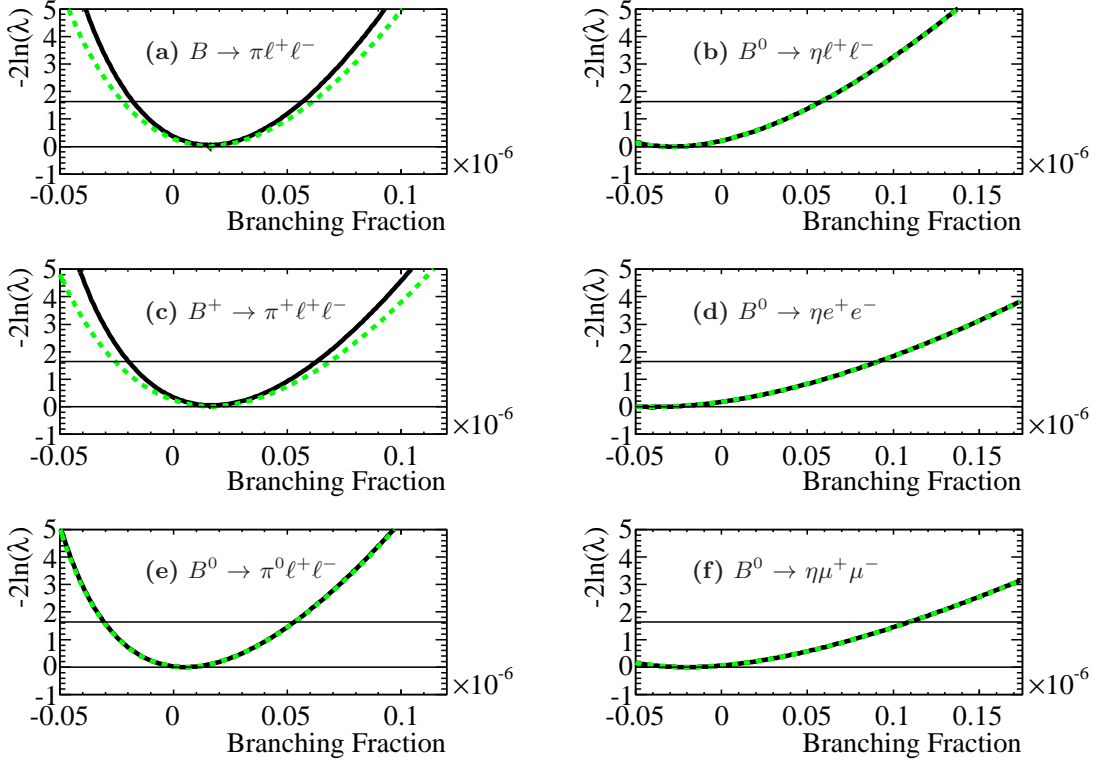 -2ln(λ)
5
4
3
2
1
0
-1
(a) B → πℓ⁺ℓ⁻
-0.05 0 0.05 0.1
×10⁻⁶
Branching Fraction
-2ln(λ)
5
4
3
2
1
0
-1
(b) B⁰ → ηℓ⁺ℓ⁻
-0.05 0 0.05 0.1 0.15
×10⁻⁶
Branching Fraction
-2ln(λ)
5
4
3
2
1
0
-1
(c) B⁺ → π⁺ℓ⁺ℓ⁻
-0.05 0 0.05 0.1
×10⁻⁶
Branching Fraction
-2ln(λ)
5
4
3
2
1
0
-1
(d) B⁰ → ηe⁺e⁻
-0.05 0 0.05 0.1 0.15
×10⁻⁶
Branching Fraction
-2ln(λ)
5
4
3
2
1
0
-1
(e) B⁰ → π⁰ℓ⁺ℓ⁻
-0.05 0 0.05 0.1
×10⁻⁶
Branching Fraction
-2ln(λ)
5
4
3
2
1
0
-1
(f) B⁰ → ημ⁺μ⁻
-0.05 0 0.05 0.1 0.15
×10⁻⁶
Branching Fraction